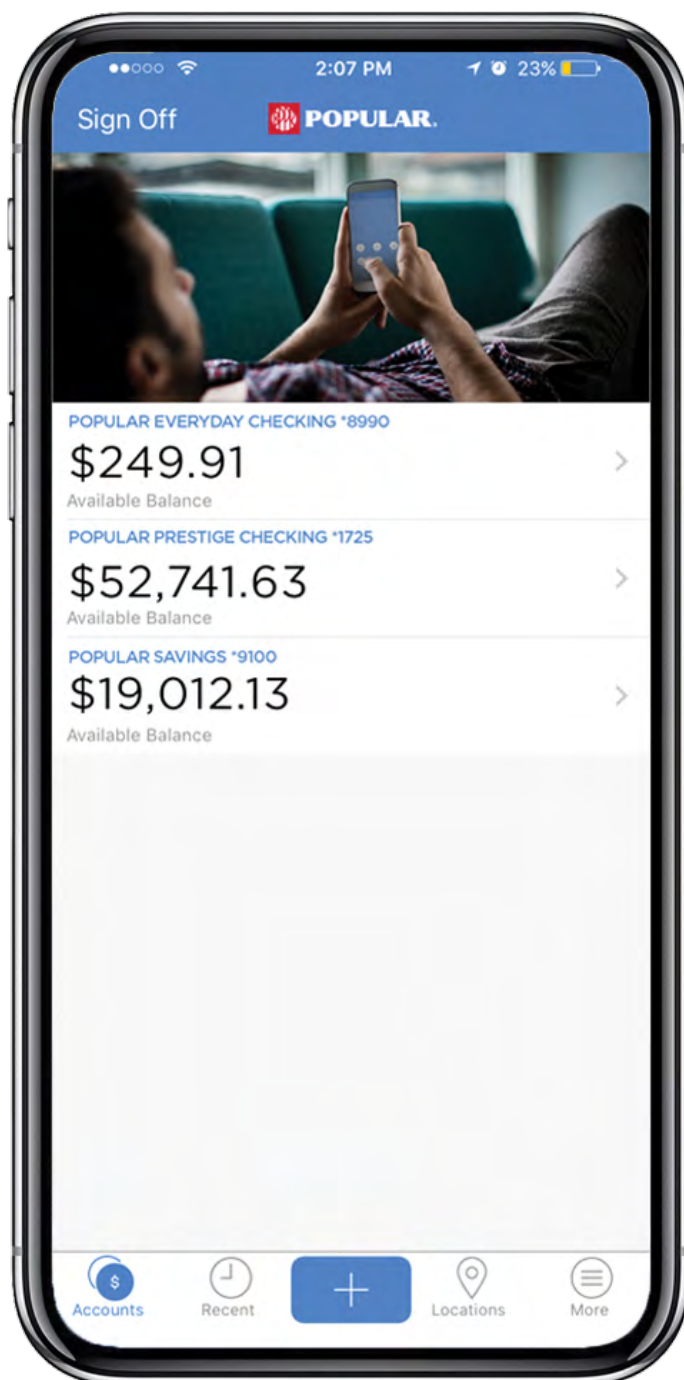 2:07 PM 23%
Sign Off POPULAR.
POPULAR EVERYDAY CHECKING *8990
$249.91
Available Balance
POPULAR PRESTIGE CHECKING *1725
$52,741.63
Available Balance
POPULAR SAVINGS *9100
$19,012.13
Available Balance
$
+
Accounts Recent Locations More